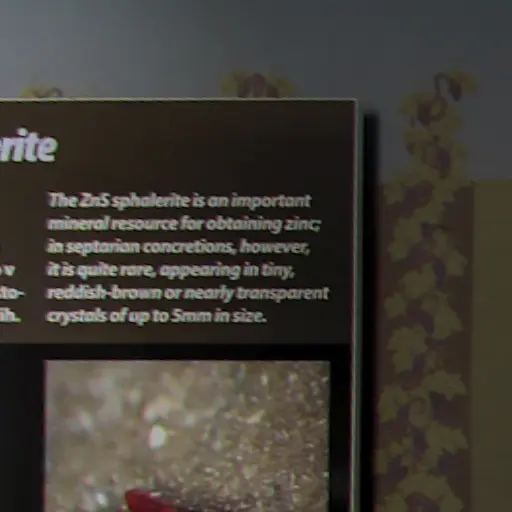 rite
The ZnS sphalerite is an important
mineral resource for obtaining zinc;
in septarian concretions, however,
it is quite rare, appearing in tiny,
reddish-brown or nearly transparent
crystals of up to 5mm in size.